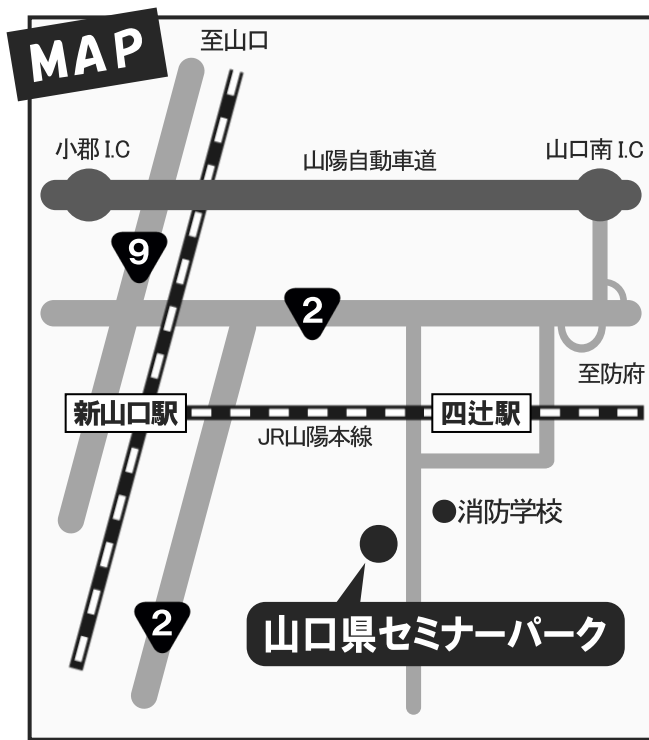 MAP
至山口
小郡I.C
山陽自動車道
山口南I.C
9
2
至防府
新山口駅
四辻駅
JR山陽本線
消防学校
2
山口県セミナーパーク